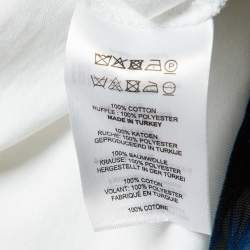 100% COTTON
RUFFLE: 100% POLYESTER
MADE IN TURKEY
100% KATOEN
RUCHE: 100% POLYESTER
GEPRODUCEERD IN TURKIJE
100% BAUMWOLLE
KRAUSE: 100% POLYESTER
HERGESTELLT IN DER TÜRKEI
100% COTON
VOLANT: 100% POLYESTER
FABRIQUÉ EN TURQUIE
100% COTONE